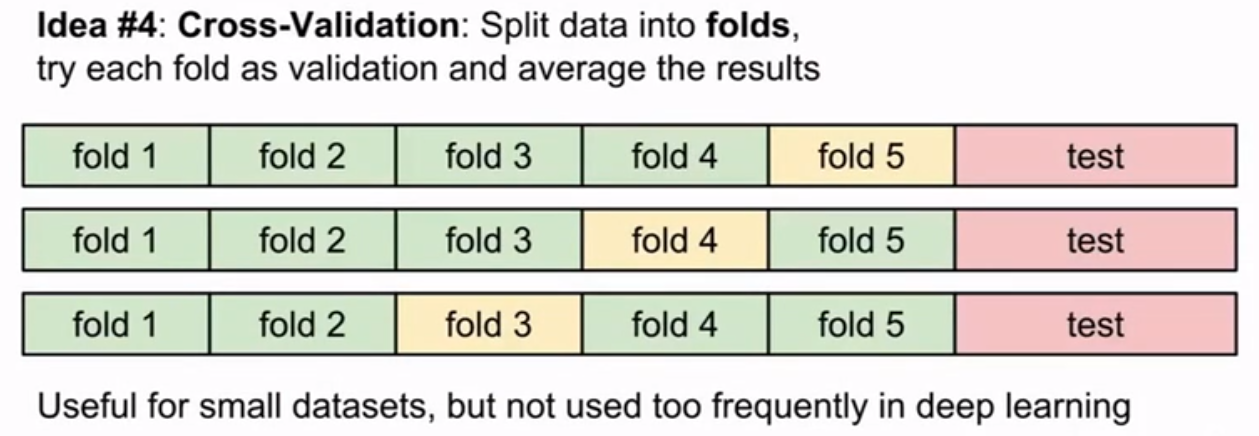 Idea #4: Cross-Validation: Split data into folds,
try each fold as validation and average the results
fold 1 fold 2 fold 3 fold 4 fold 5 test
fold 1 fold 2 fold 3 fold 4 fold 5 test
fold 1 fold 2 fold 3 fold 4 fold 5 test
Useful for small datasets, but not used too frequently in deep learning